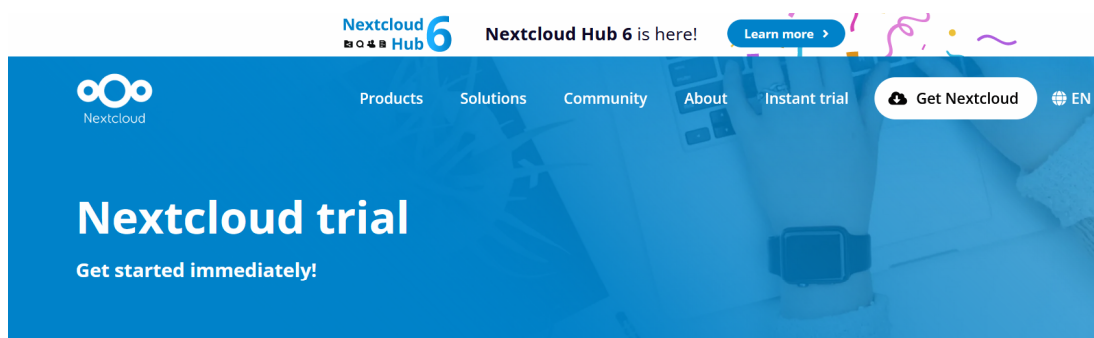 Nextcloud
Hub 6
Nextcloud Hub 6 is here!
Learn more
Nextcloud
Products Solutions Community About Instant trial Get Nextcloud EN
Nextcloud trial
Get started immediately!